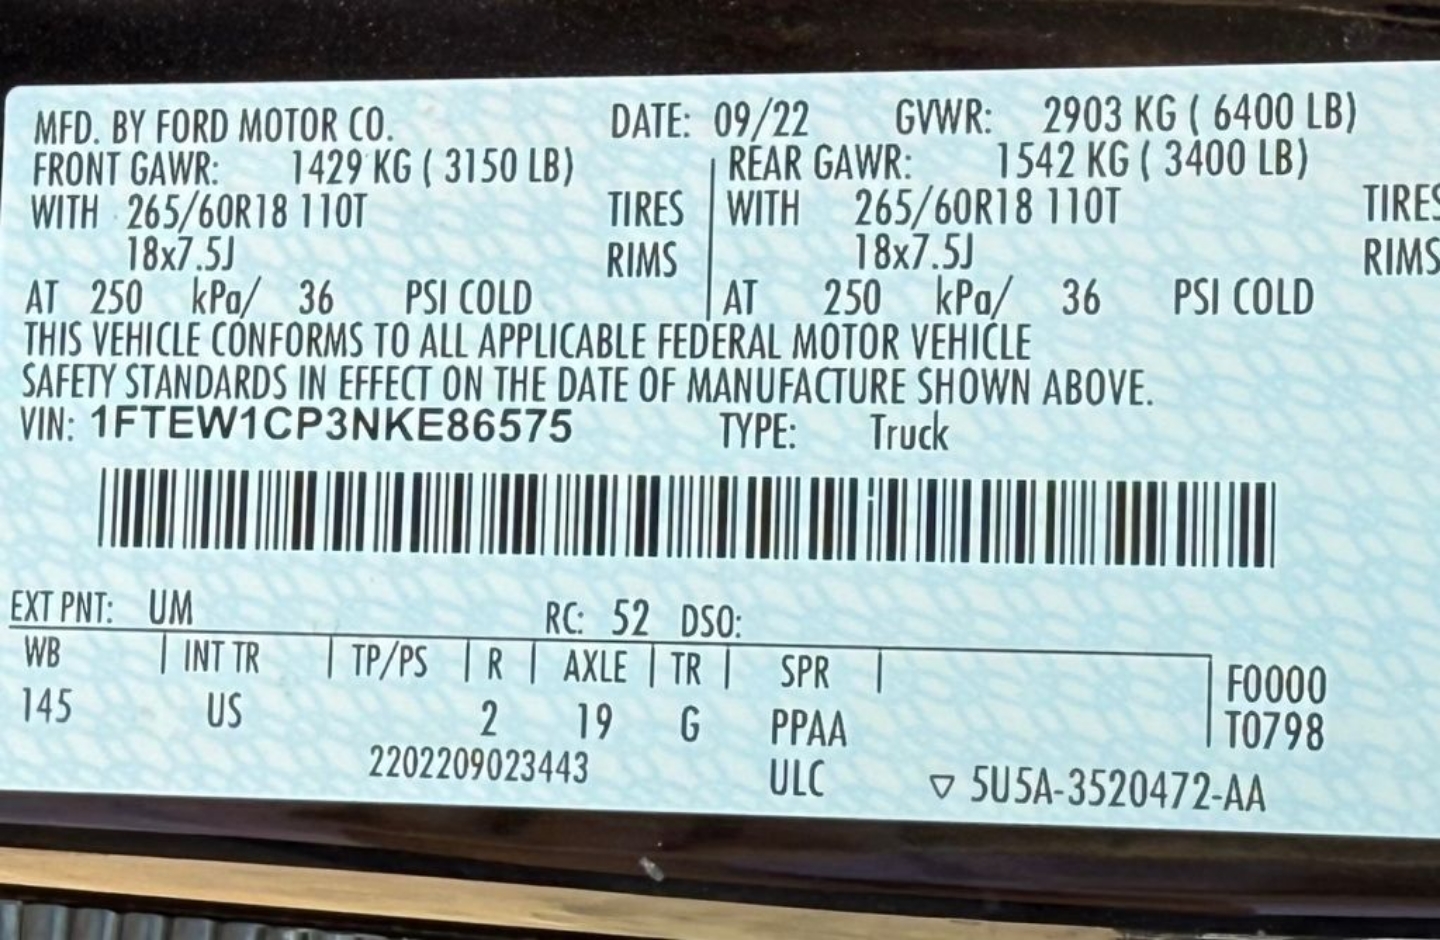 MFD. BY FORD MOTOR CO. DATE: 09/22 GVWR: 2903 KG ( 6400 LB)
FRONT GAWR: 1429 KG ( 3150 LB) REAR GAWR: 1542 KG ( 3400 LB)
WITH 265/60R18 110T TIRES WITH 265/60R18 110T TIRES
18x7.5J RIMS 18x7.5J RIMS
AT 250 kPa/ 36 PSI COLD AT 250 kPa/ 36 PSI COLD
THIS VEHICLE CONFORMS TO ALL APPLICABLE FEDERAL MOTOR VEHICLE
SAFETY STANDARDS IN EFFECT ON THE DATE OF MANUFACTURE SHOWN ABOVE.
VIN: 1FTEW1CP3NKE86575 TYPE: Truck
EXT PNT: UM RC: 52 DSO:
WB INT TR TP/PS R AXLE TR SPR F0000
145 US 2 19 G PPAA T0798
2202209023443 ULC ▽ 5U5A-3520472-AA